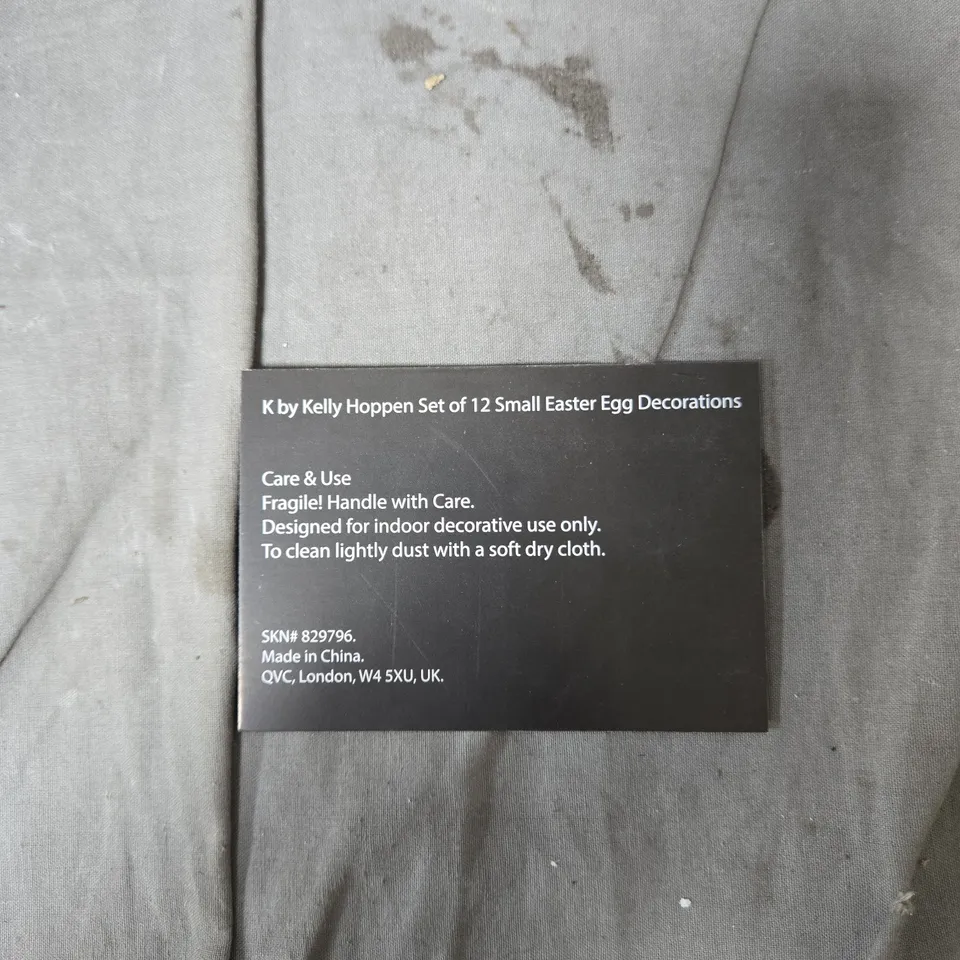 K by Kelly Hoppen Set of 12 Small Easter Egg Decorations
Care & Use
Fragile! Handle with Care.
Designed for indoor decorative use only.
To clean lightly dust with a soft dry cloth.
SKN# 829796.
Made in China.
QVC, London, W4 5XU, UK.